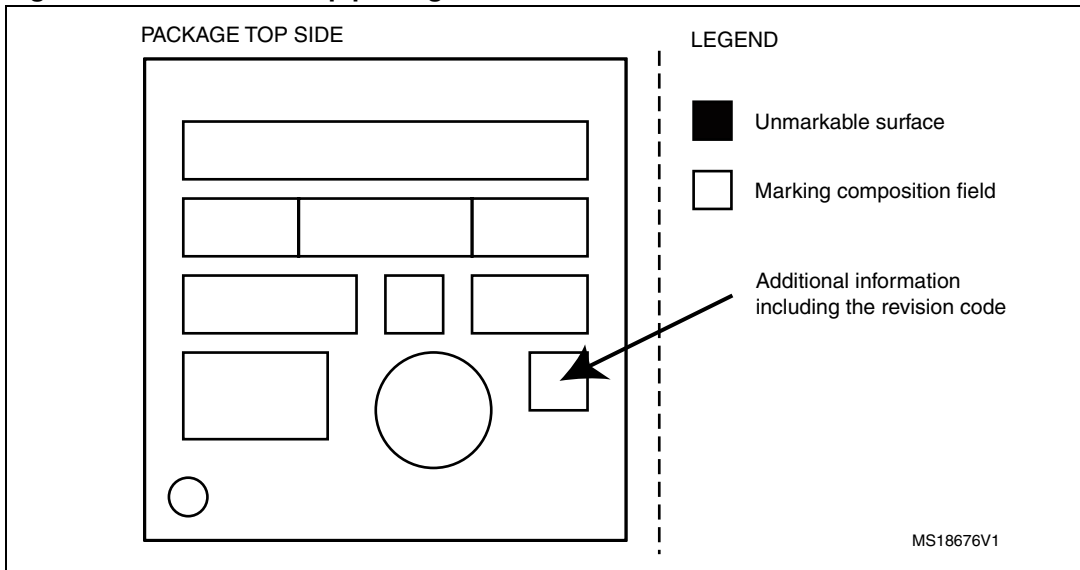 PACKAGE TOP SIDE
LEGEND
Unmarkable surface
Marking composition field
Additional information
including the revision code
MS18676V1